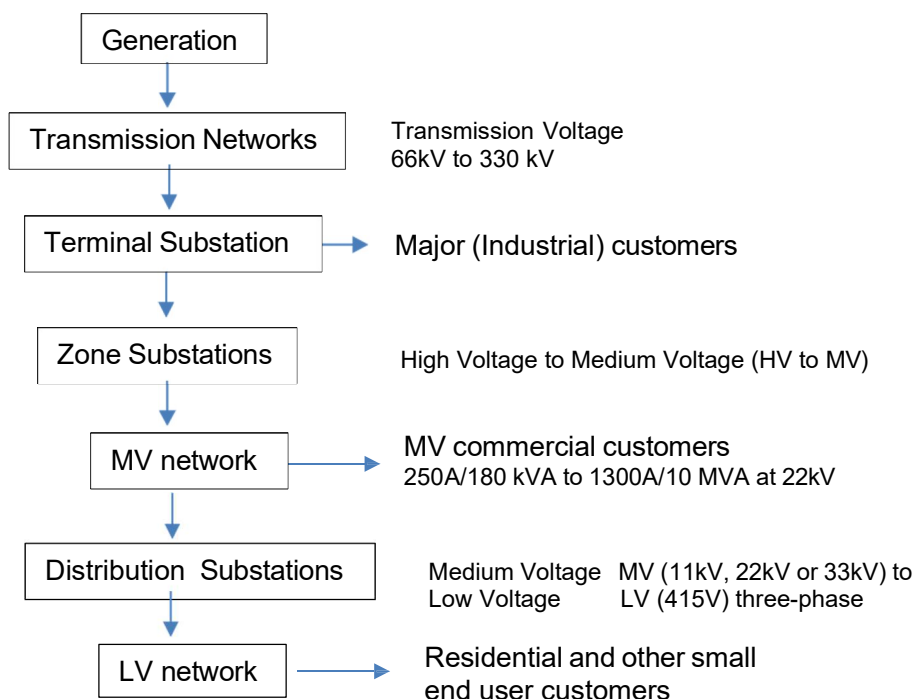 Generation
Transmission Networks
Transmission Voltage
66kV to 330 kV
Terminal Substation
Major (Industrial) customers
Zone Substations
High Voltage to Medium Voltage (HV to MV)
MV network
MV commercial customers
250A/180 kVA to 1300A/10 MVA at 22kV
Distribution Substations
Medium Voltage MV (11kV, 22kV or 33kV) to
Low Voltage LV (415V) three-phase
LV network
Residential and other small
end user customers